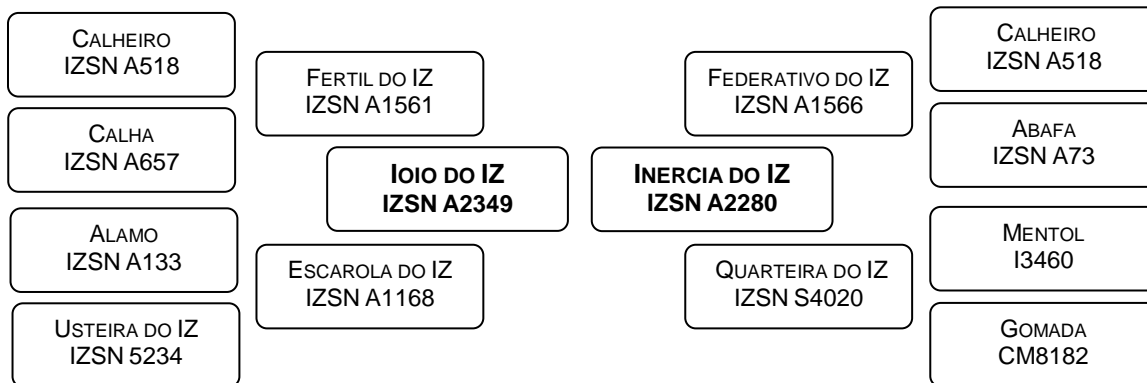 CALHEIRO
IZSN A518
FERTIL DO IZ
IZSN A1561
CALHA
IZSN A657
IOIO DO IZ
IZSN A2349
ALAMO
IZSN A133
ESCAROLA DO IZ
IZSN A1168
USTEIRA DO IZ
IZSN 5234
CALHEIRO
IZSN A518
FEDERATIVO DO IZ
IZSN A1566
ABAFA
IZSN A73
INERCIA DO IZ
IZSN A2280
MENTOL
I3460
QUARTEIRA DO IZ
IZSN S4020
GOMADA
CM8182